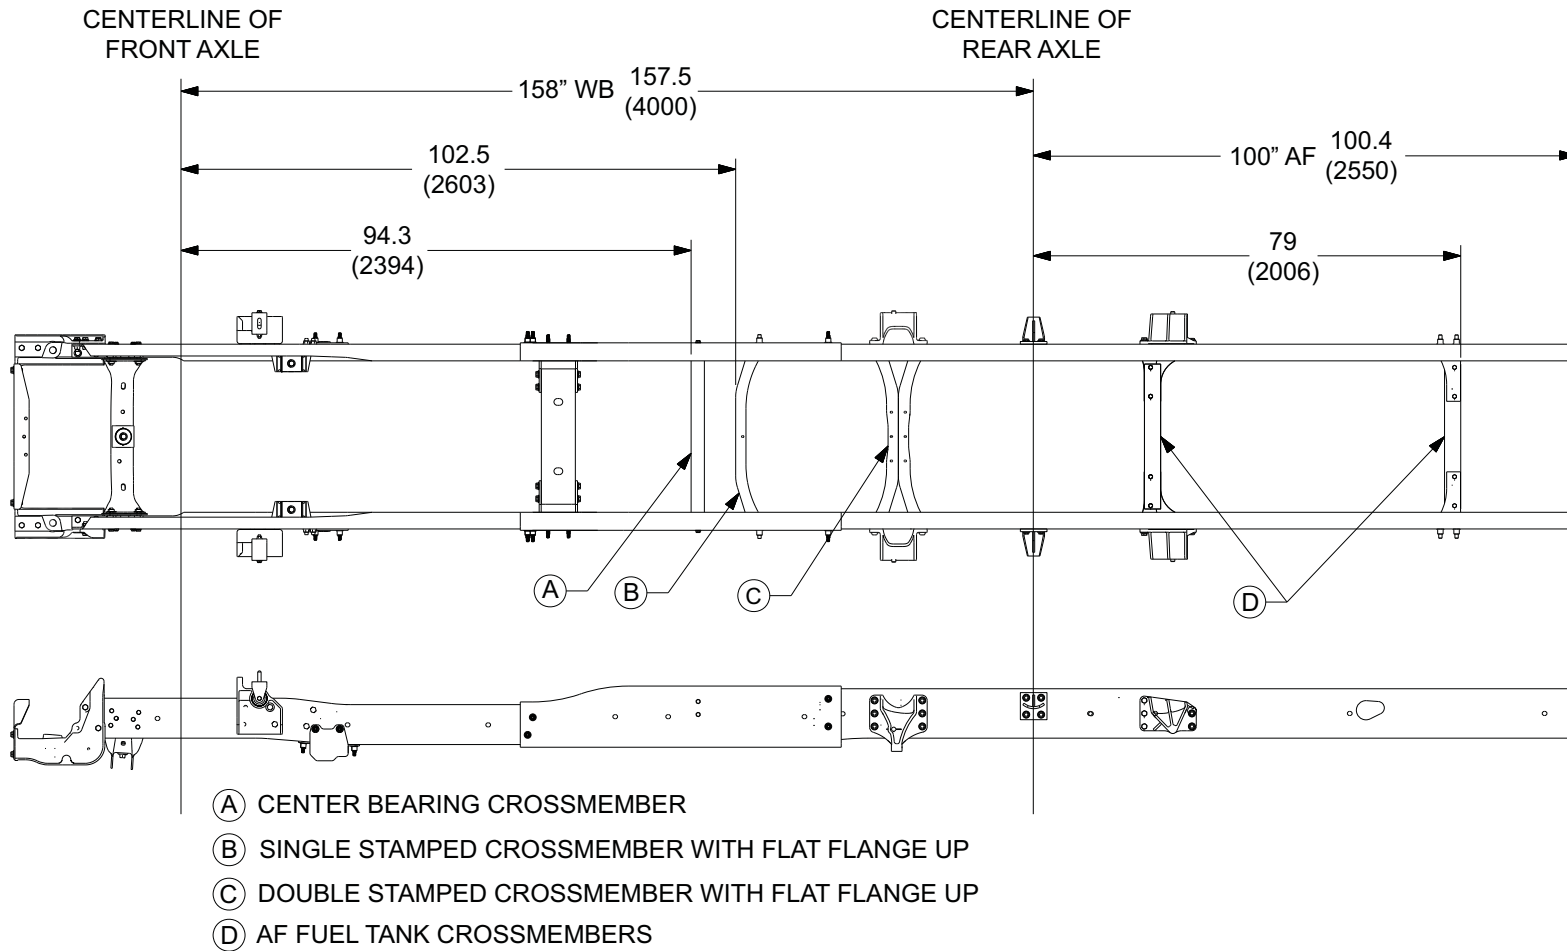 CENTERLINE OF
FRONT AXLE
CENTERLINE OF
REAR AXLE
158” WB 157.5
(4000)
102.5
(2603)
100” AF 100.4
(2550)
94.3
(2394)
79
(2006)
A
B
C
D
A CENTER BEARING CROSSMEMBER
B SINGLE STAMPED CROSSMEMBER WITH FLAT FLANGE UP
C DOUBLE STAMPED CROSSMEMBER WITH FLAT FLANGE UP
D AF FUEL TANK CROSSMEMBERS